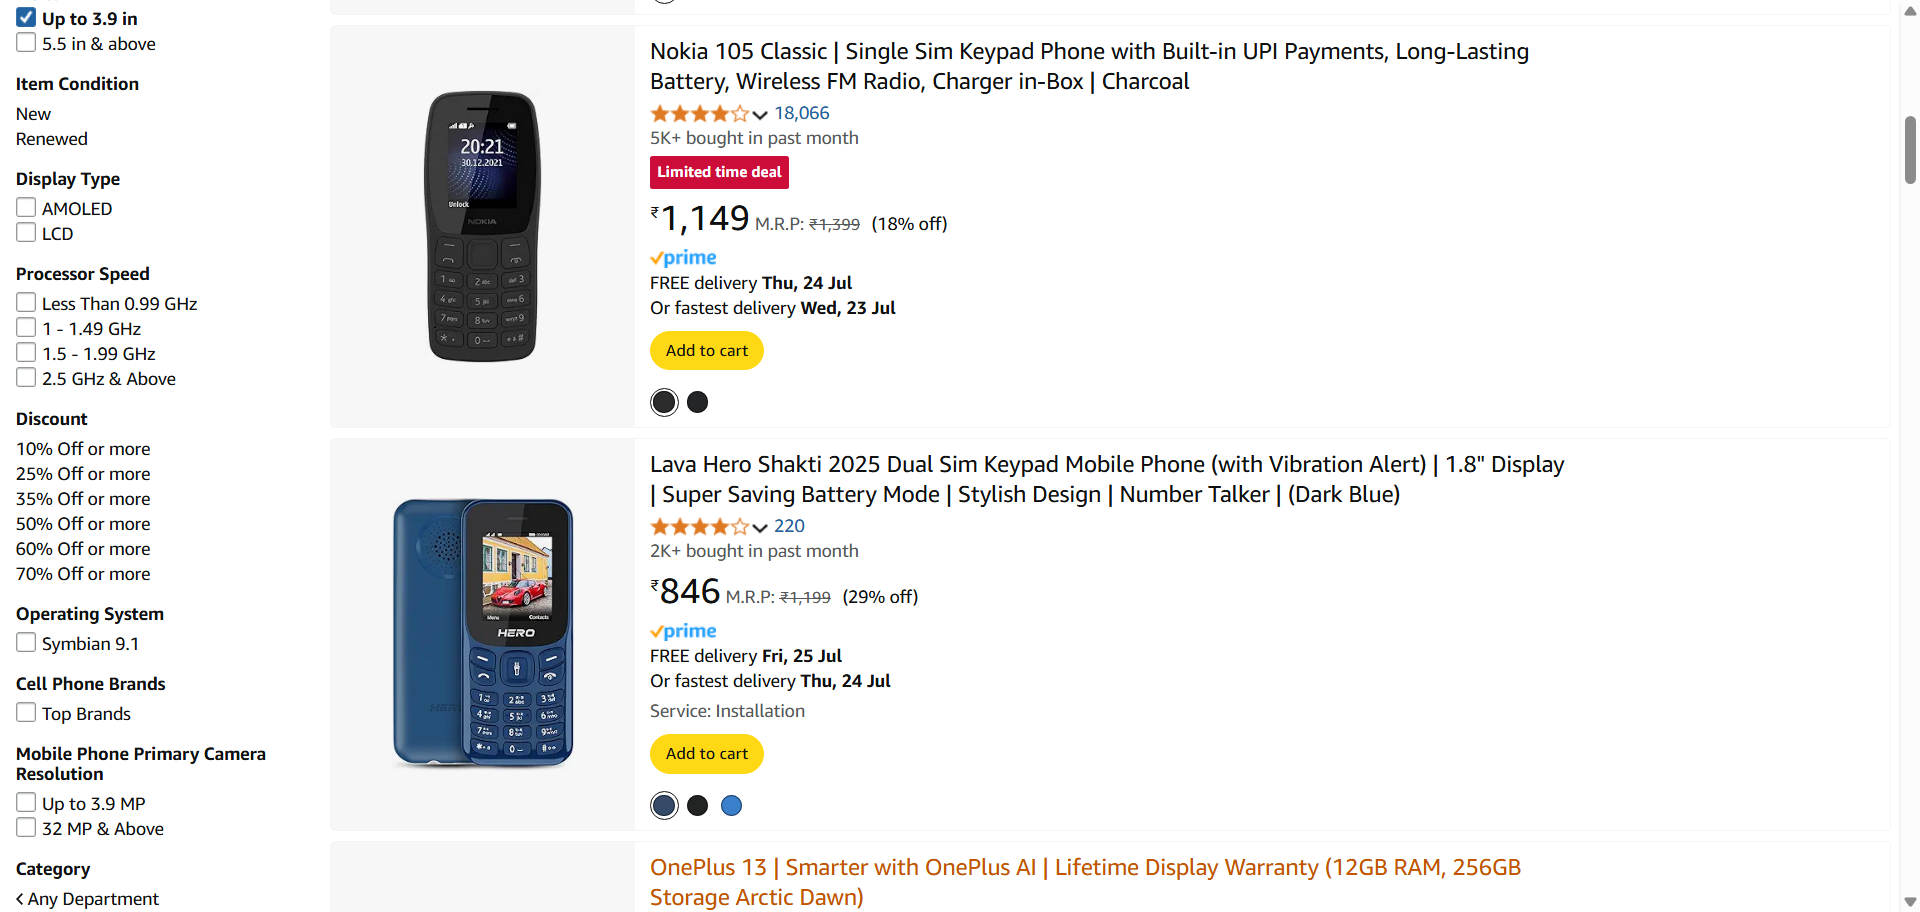 Up to 3.9 in
5.5 in & above
Item Condition
New
Renewed
Display Type
AMOLED
LCD
Processor Speed
Less Than 0.99 GHz
1 - 1.49 GHz
1.5 - 1.99 GHz
2.5 GHz & Above
Discount
10% Off or more
25% Off or more
35% Off or more
50% Off or more
60% Off or more
70% Off or more
Operating System
Symbian 9.1
Cell Phone Brands
Top Brands
Mobile Phone Primary Camera
Resolution
Up to 3.9 MP
32 MP & Above
Category
Any Department
20:21
30.12.2021
Unlock
NOKIA
Nokia 105 Classic | Single Sim Keypad Phone with Built-in UPI Payments, Long-Lasting
Battery, Wireless FM Radio, Charger in-Box | Charcoal
18,066
5K+ bought in past month
Limited time deal
₹1,149 M.R.P: ₹1,399 (18% off)
prime
FREE delivery Thu, 24 Jul
Or fastest delivery Wed, 23 Jul
Add to cart
Menu Contacts
HERO
Lava Hero Shakti 2025 Dual Sim Keypad Mobile Phone (with Vibration Alert) | 1.8" Display
| Super Saving Battery Mode | Stylish Design | Number Talker | (Dark Blue)
220
2K+ bought in past month
₹846 M.R.P: ₹1,199 (29% off)
prime
FREE delivery Fri, 25 Jul
Or fastest delivery Thu, 24 Jul
Service: Installation
Add to cart
OnePlus 13 | Smarter with OnePlus AI | Lifetime Display Warranty (12GB RAM, 256GB
Storage Arctic Dawn)